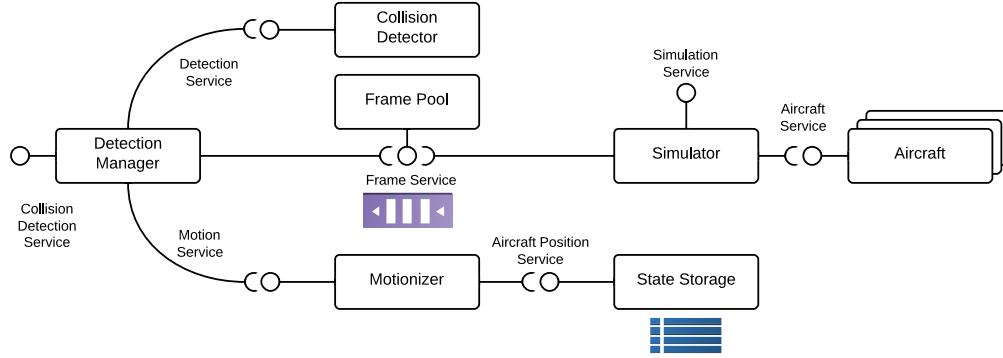 Collision
Detector
Detection
Service
Simulation
Service
Frame Pool
Aircraft
Service
Detection
Manager
Simulator
Aircraft
Frame Service
Collision
Detection
Service
Motion
Service
Aircraft Position
Service
Motionizer
State Storage